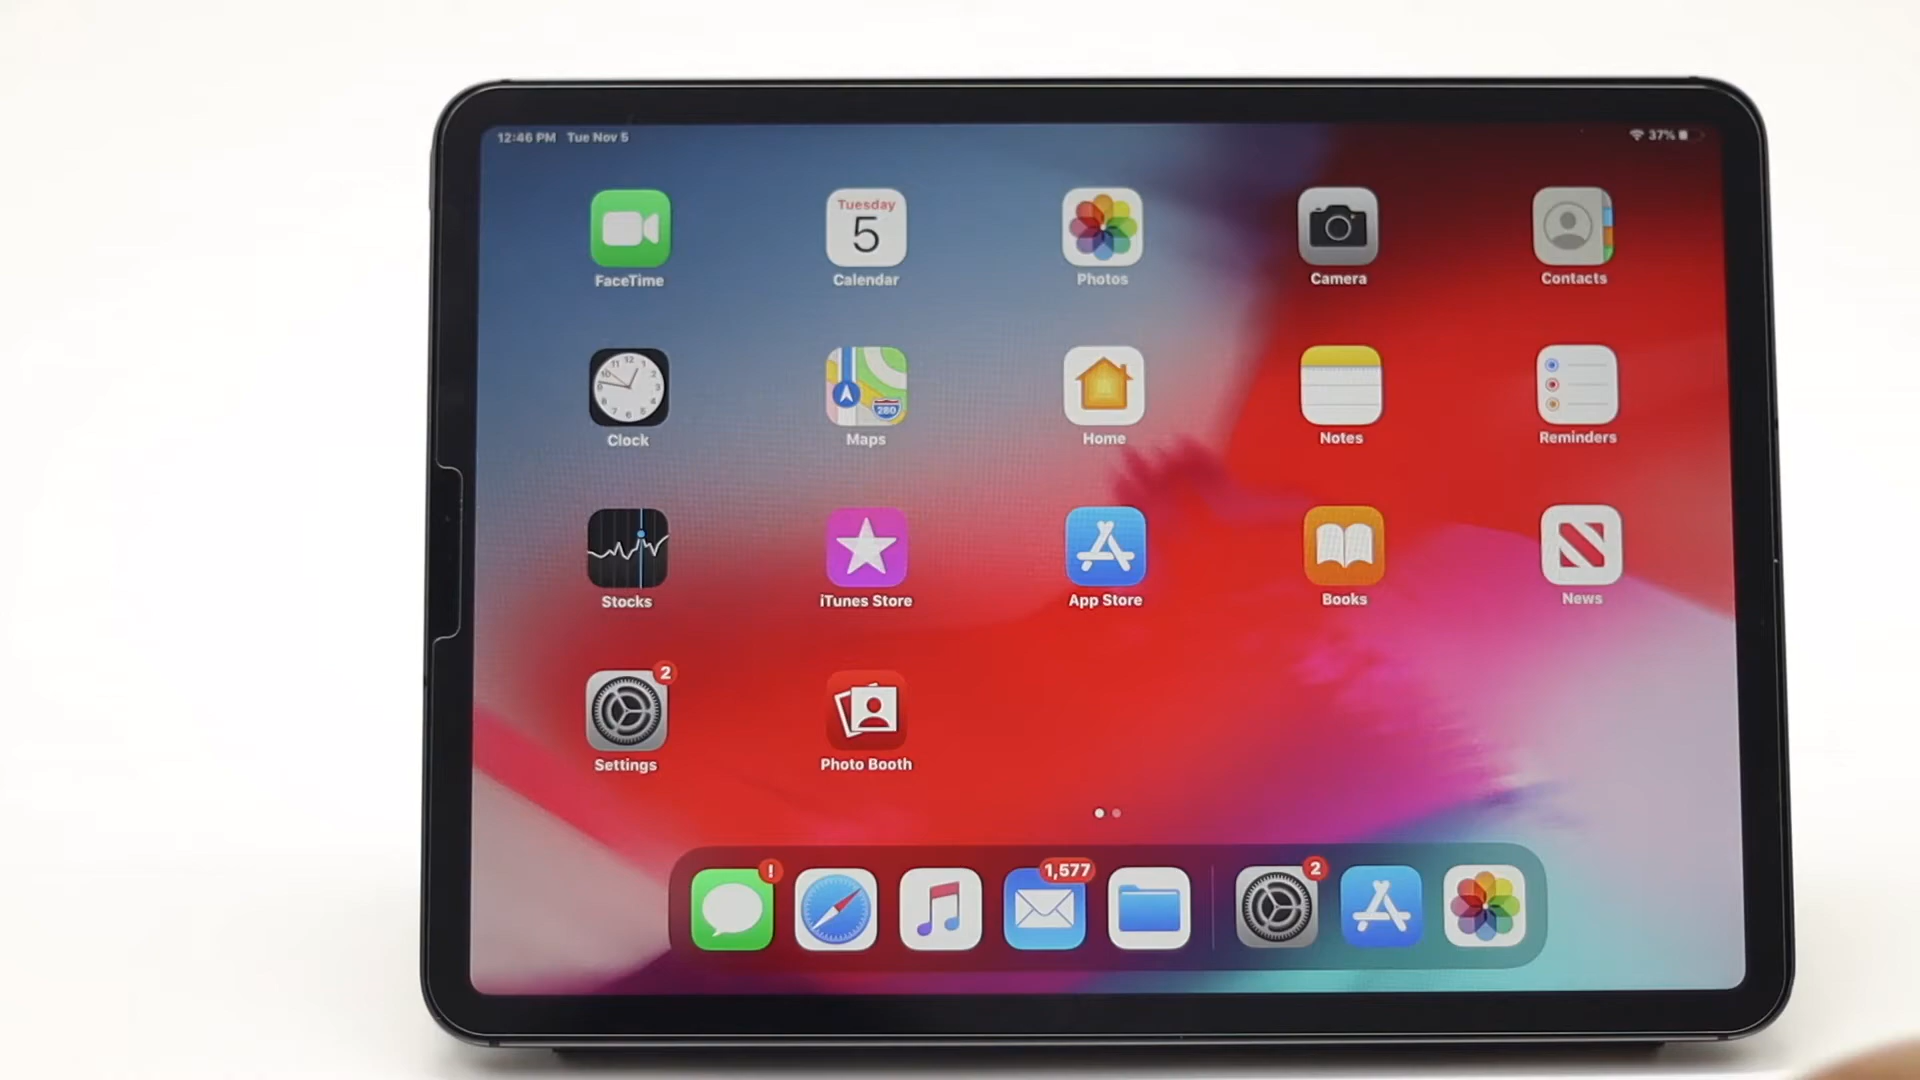 12:46 PM Tue Nov 5
37%
Tuesday
5
FaceTime
Calendar
Photos
Camera
Contacts
280
Clock
Maps
Home
Notes
Reminders
Stocks
iTunes Store
App Store
Books
News
2
Settings
Photo Booth
!
1,577
2